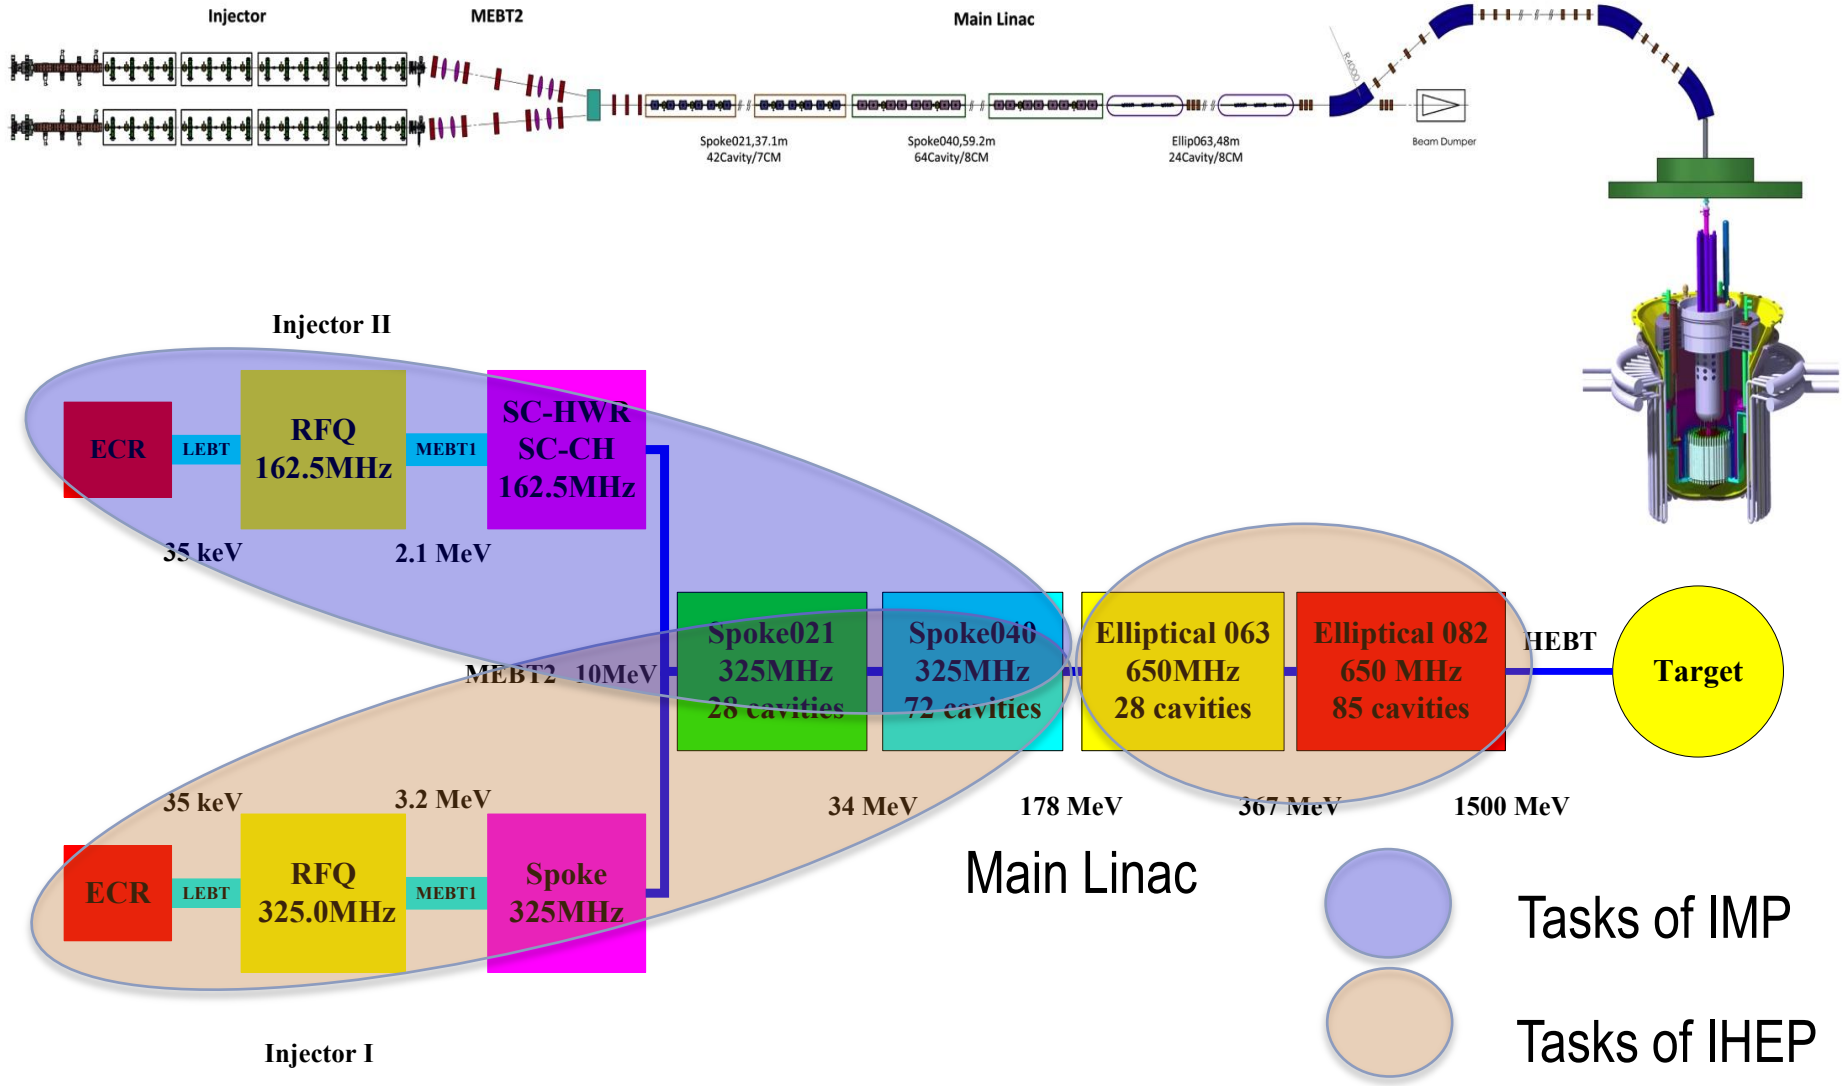 Injector
MEBT2
Main Linac
R4000
Spoke021,37.1m
42Cavity/7CM
Spoke040,59.2m
64Cavity/8CM
Ellip063,48m
24Cavity/8CM
Beam Dumper
Injector II
ECR
LEBT
RFQ
162.5MHz
MEBT1
SC-HWR
SC-CH
162.5MHz
35 keV
2.1 MeV
MEBT2
10MeV
Spoke021
325MHz
28 cavities
Spoke040
325MHz
72 cavities
Elliptical 063
650MHz
28 cavities
Elliptical 082
650 MHz
85 cavities
HEBT
Target
35 keV
3.2 MeV
34 MeV
178 MeV
367 MeV
1500 MeV
ECR
LEBT
RFQ
325.0MHz
MEBT1
Spoke
325MHz
Main Linac
Injector I
Tasks of IMP
Tasks of IHEP